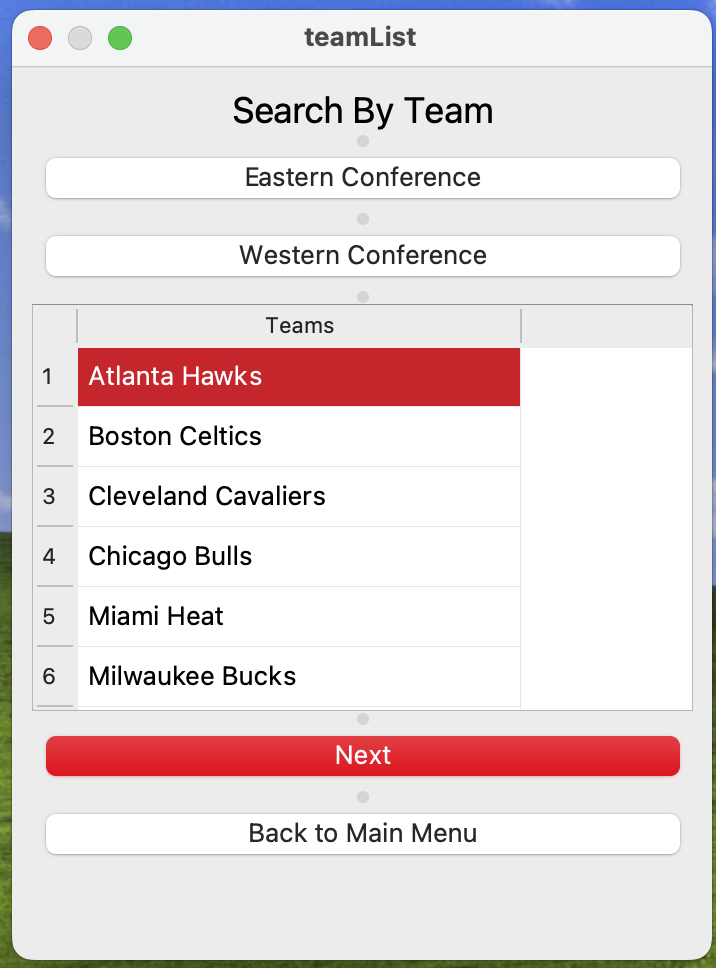 teamList
Search By Team
Eastern Conference
Western Conference
Teams
1 Atlanta Hawks
2 Boston Celtics
3 Cleveland Cavaliers
4 Chicago Bulls
5 Miami Heat
6 Milwaukee Bucks
Next
Back to Main Menu